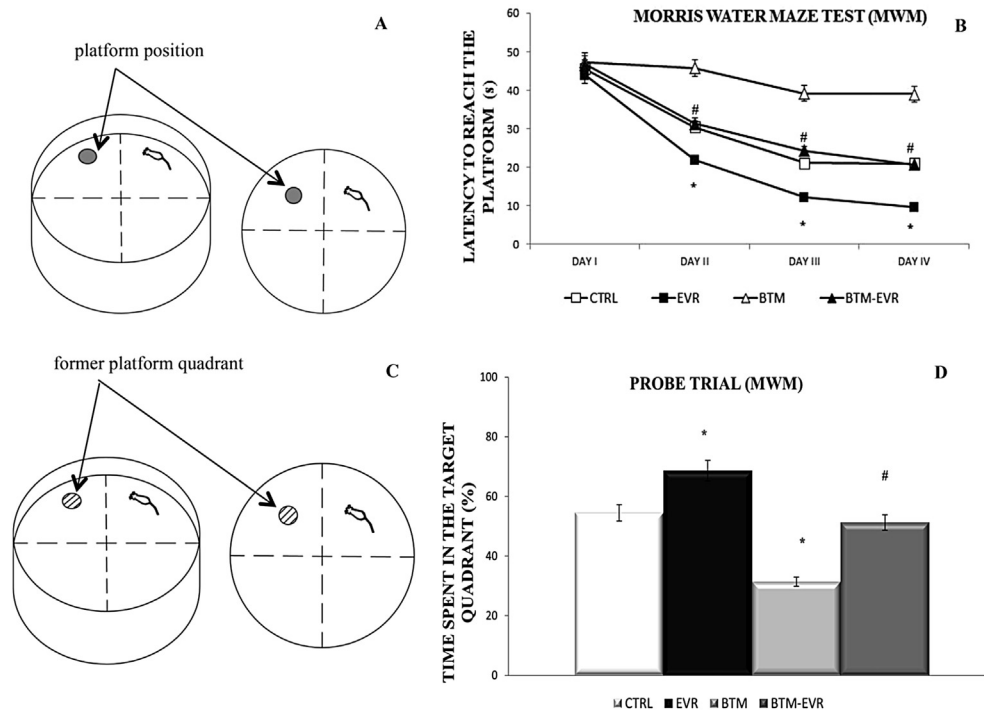 A
platform position
MORRIS WATER MAZE TEST (MWM)
B
LATENCY TO REACH THE
PLATFORM (s)
60
50
40
30
20
10
0
#
#
#
*
*
*
DAY I DAY II DAY III DAY IV
CTRL EVR BTM BTM-EVR
former platform quadrant
C
PROBE TRIAL (MWM)
D
TIME SPENT IN THE TARGET
QUADRANT (%)
100
80
60
40
20
0
*
*
#
CTRL EVR BTM BTM-EVR